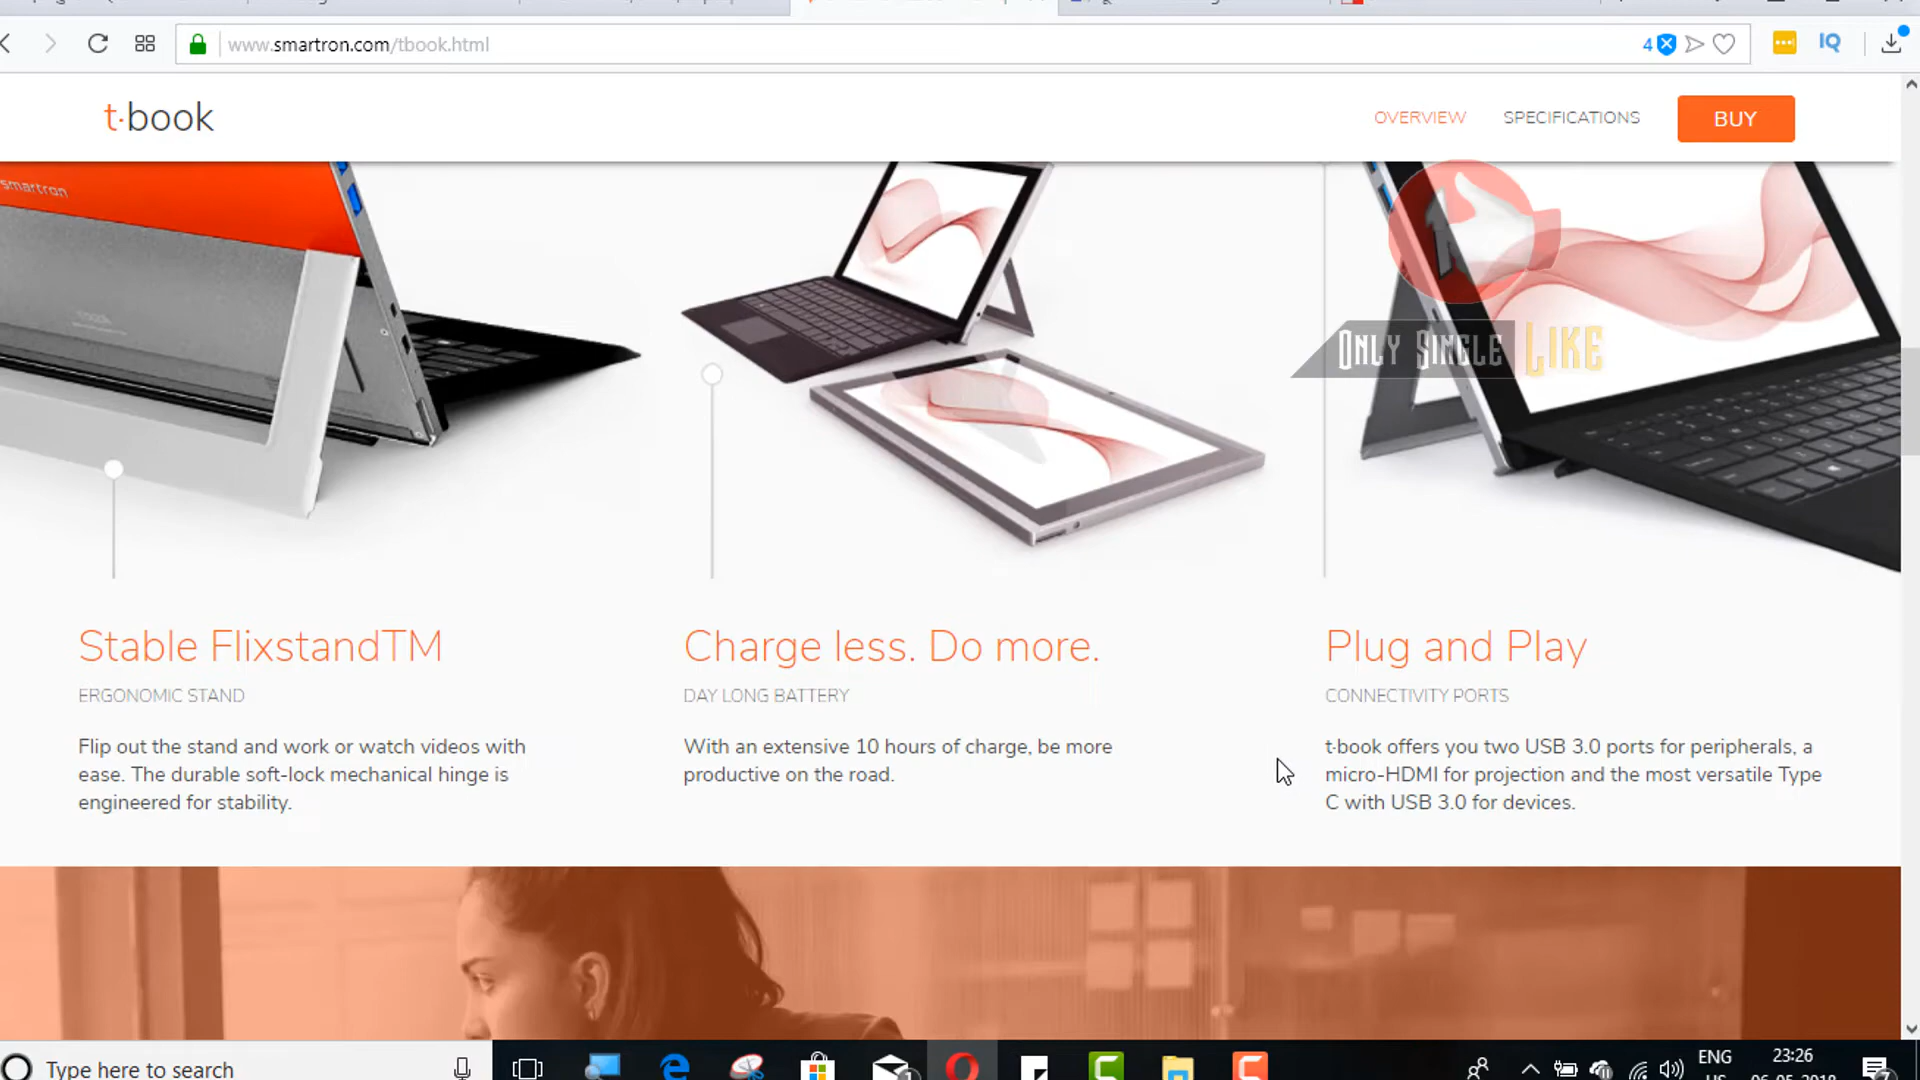 www.smartron.com/tbook.html
4
IQ
t·book
OVERVIEW
SPECIFICATIONS
BUY
smartron
ONLY SINGLE LIKE
Stable FlixstandTM
ERGONOMIC STAND
Flip out the stand and work or watch videos with
ease. The durable soft-lock mechanical hinge is
engineered for stability.
Charge less. Do more.
DAY LONG BATTERY
With an extensive 10 hours of charge, be more
productive on the road.
Plug and Play
CONNECTIVITY PORTS
t·book offers you two USB 3.0 ports for peripherals, a
micro-HDMI for projection and the most versatile Type
C with USB 3.0 for devices.
Type here to search
ENG
23:26
06-05-2018